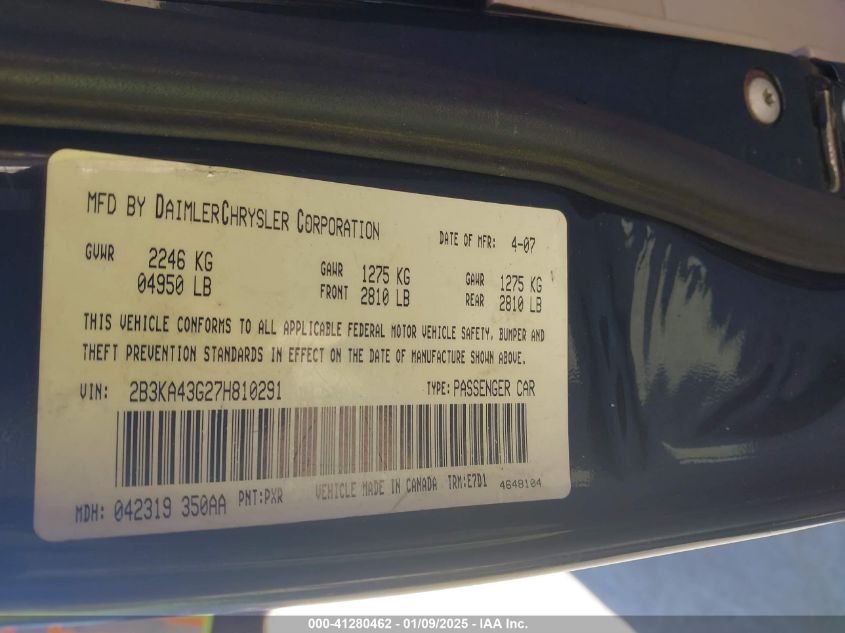 MFD BY DAIMLERCHRYSLER CORPORATION DATE OF MFR: 4-07
GVWR 2246 KG GAWR 1275 KG GAWR 1275 KG
04950 LB FRONT 2810 LB REAR 2810 LB
THIS VEHICLE CONFORMS TO ALL APPLICABLE FEDERAL MOTOR VEHICLE SAFETY, BUMPER AND
THEFT PREVENTION STANDARDS IN EFFECT ON THE DATE OF MANUFACTURE SHOWN ABOVE.
VIN: 2B3KA43G27H810291 TYPE: PASSENGER CAR
MDH: 042319 350AA PNT:PXR VEHICLE MADE IN CANADA TRM:E7D1 4648104
000-41280462 - 01/09/2025 - IAA Inc.